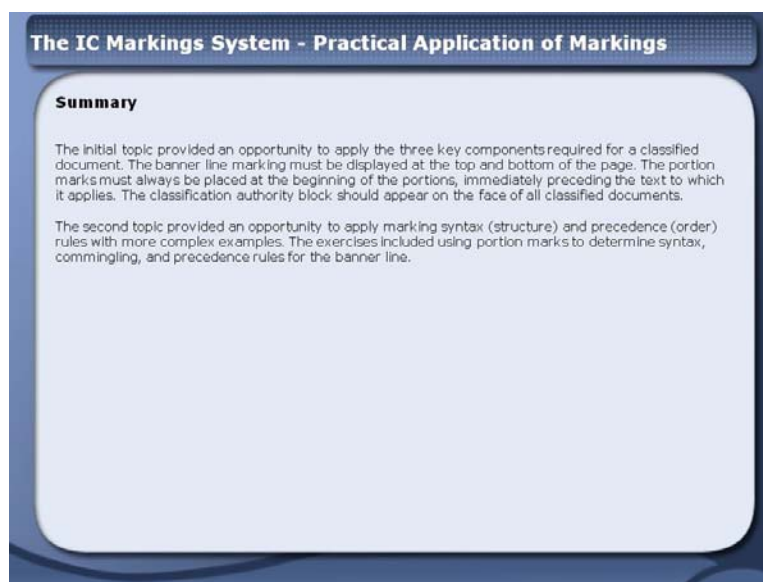 The IC Markings System - Practical Application of Markings
Summary
The initial topic provided an opportunity to apply the three key components required for a classified
document. The banner line marking must be displayed at the top and bottom of the page. The portion
marks must always be placed at the beginning of the portions, immediately preceding the text to which
it applies. The classification authority block should appear on the face of all classified documents.
The second topic provided an opportunity to apply marking syntax (structure) and precedence (order)
rules with more complex examples. The exercises included using portion marks to determine syntax,
commingling, and precedence rules for the banner line.